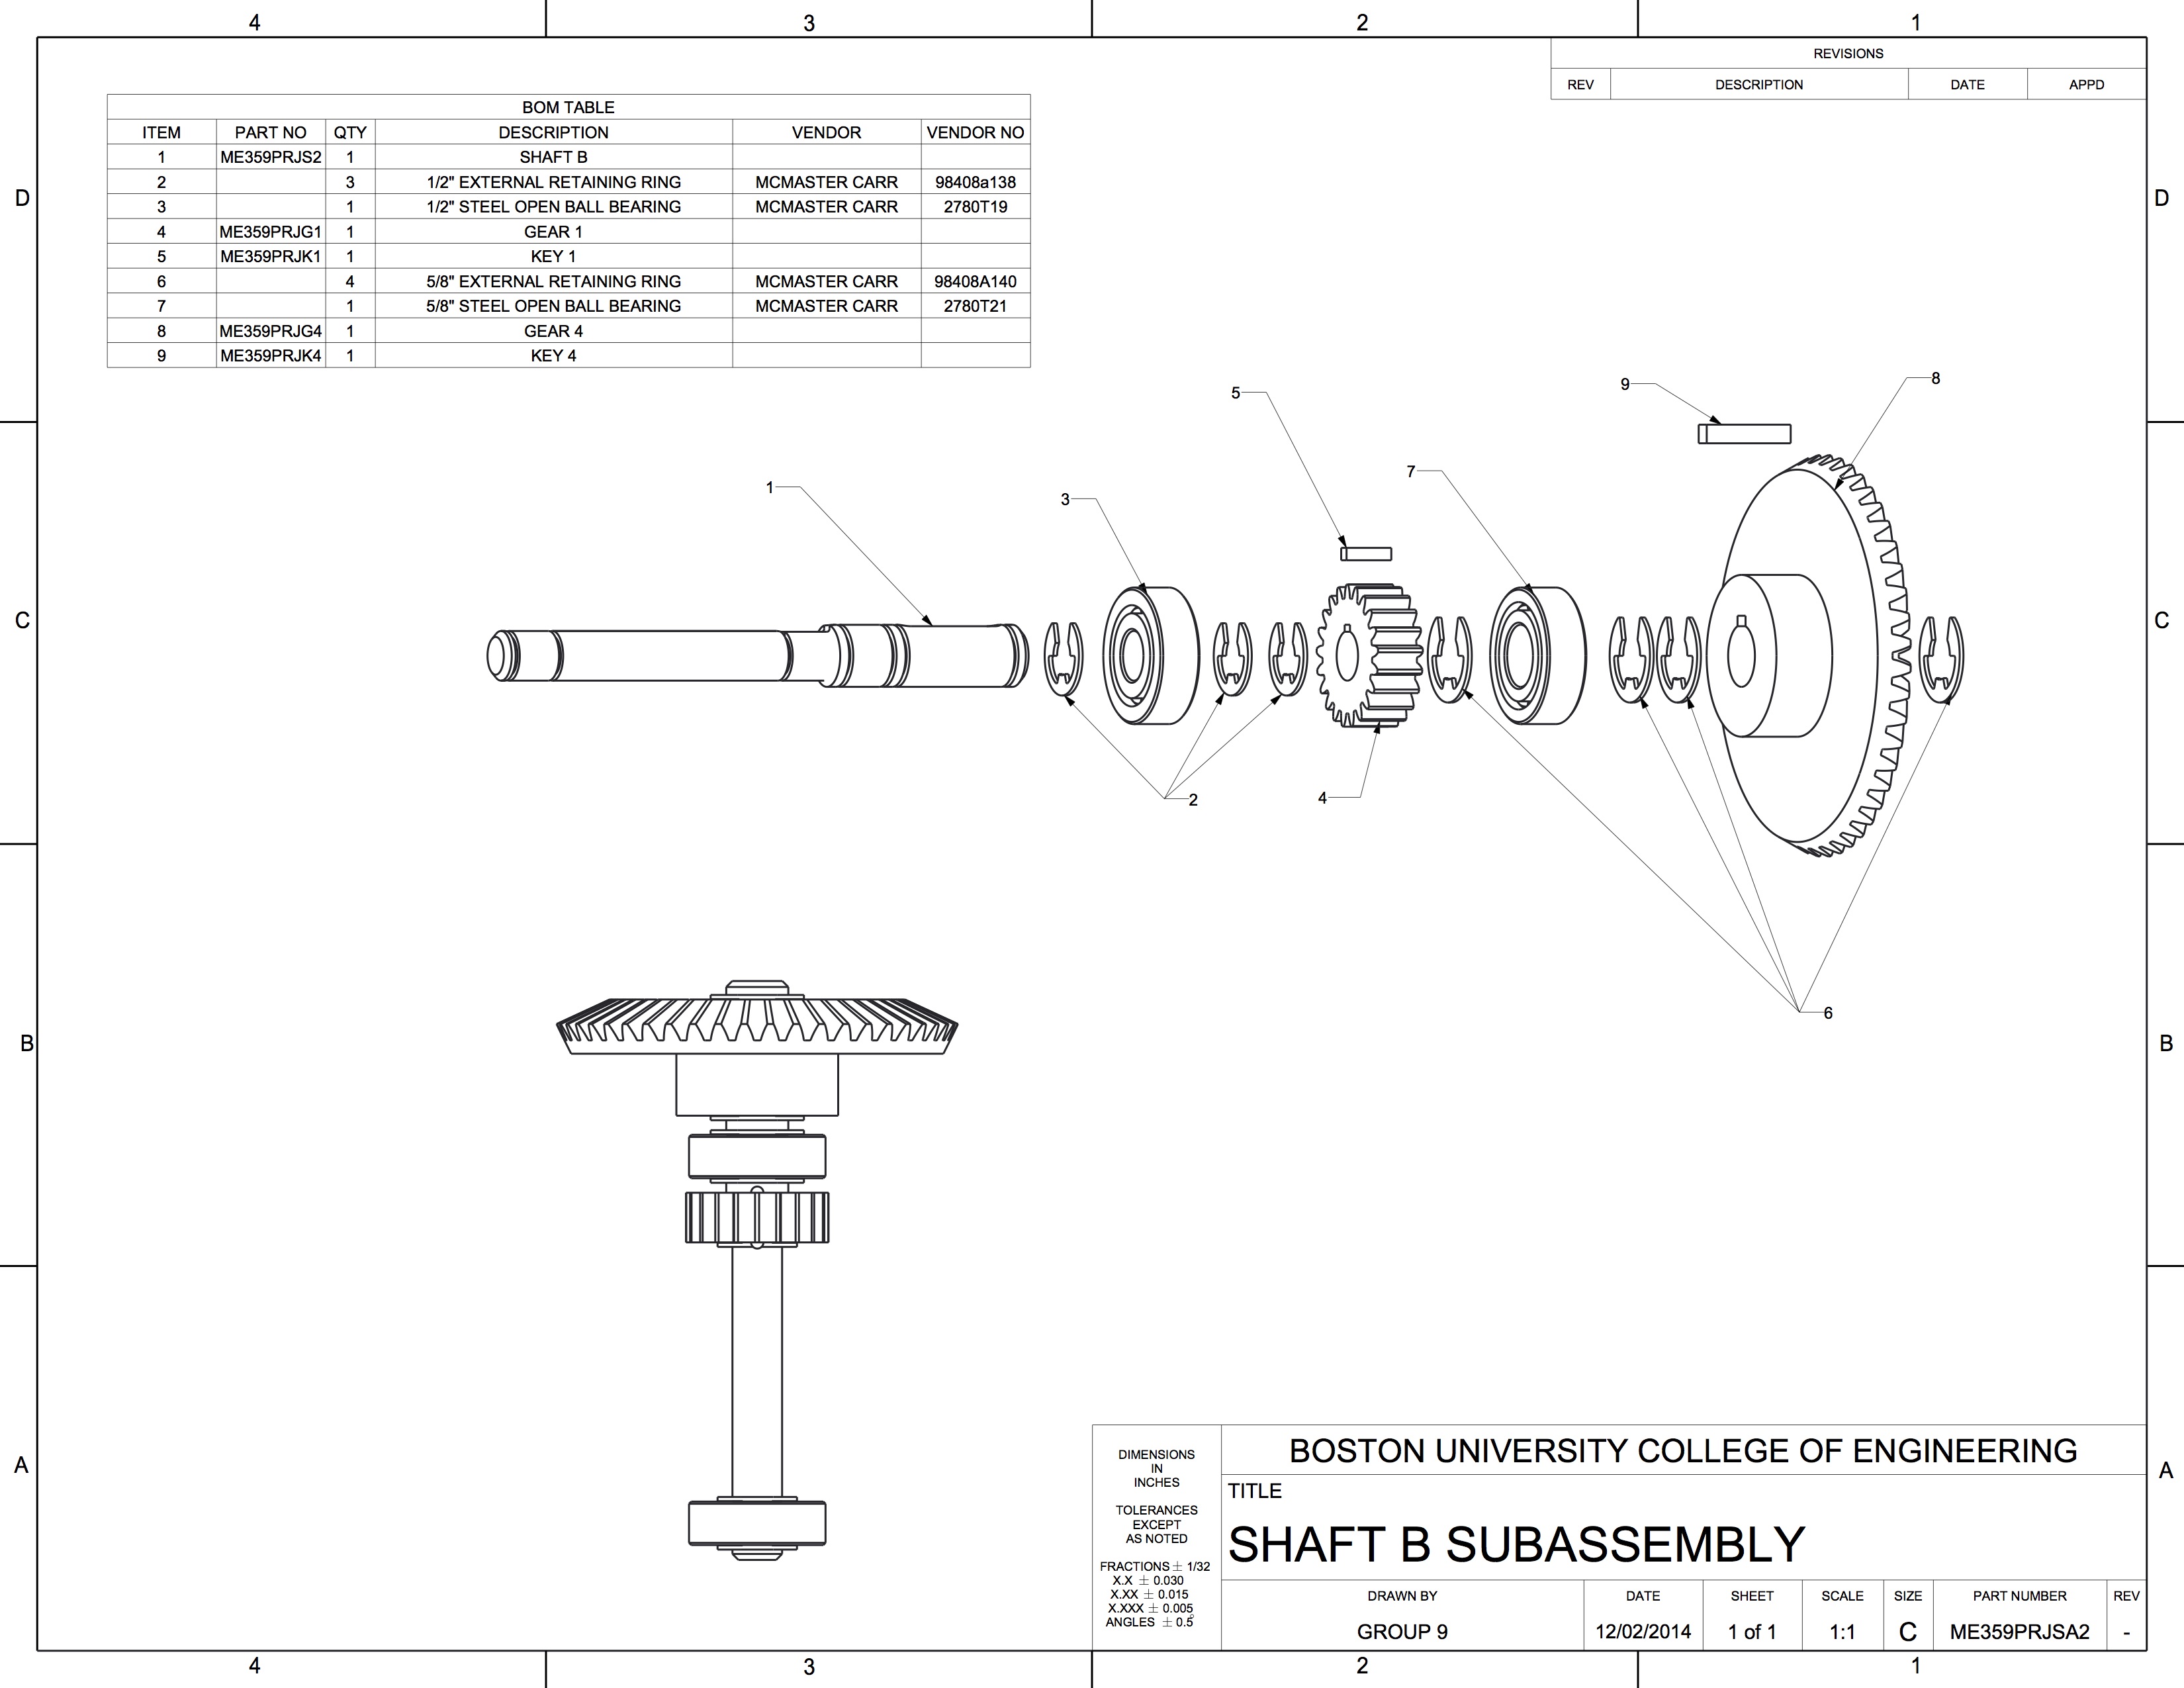 4 3 2 1
REVISIONS
REV DESCRIPTION DATE APPD
BOM TABLE
ITEM PART NO QTY DESCRIPTION VENDOR VENDOR NO
1 ME359PRJS2 1 SHAFT B
2 3 1/2" EXTERNAL RETAINING RING MCMASTER CARR 98408a138
3 1 1/2" STEEL OPEN BALL BEARING MCMASTER CARR 2780T19
4 ME359PRJG1 1 GEAR 1
5 ME359PRJK1 1 KEY 1
6 4 5/8" EXTERNAL RETAINING RING MCMASTER CARR 98408A140
7 1 5/8" STEEL OPEN BALL BEARING MCMASTER CARR 2780T21
8 ME359PRJG4 1 GEAR 4
9 ME359PRJK4 1 KEY 4
D D
5 9 8
1 3 7
C C
2 4
6
B B
A A
DIMENSIONS
IN
INCHES
TOLERANCES
EXCEPT
AS NOTED
FRACTIONS ± 1/32
X.X ± 0.030
X.XX ± 0.015
X.XXX ± 0.005
ANGLES ± 0.5°
BOSTON UNIVERSITY COLLEGE OF ENGINEERING
TITLE
SHAFT B SUBASSEMBLY
DRAWN BY DATE SHEET SCALE SIZE PART NUMBER REV
GROUP 9 12/02/2014 1 of 1 1:1 C ME359PRJSA2 -
4 3 2 1